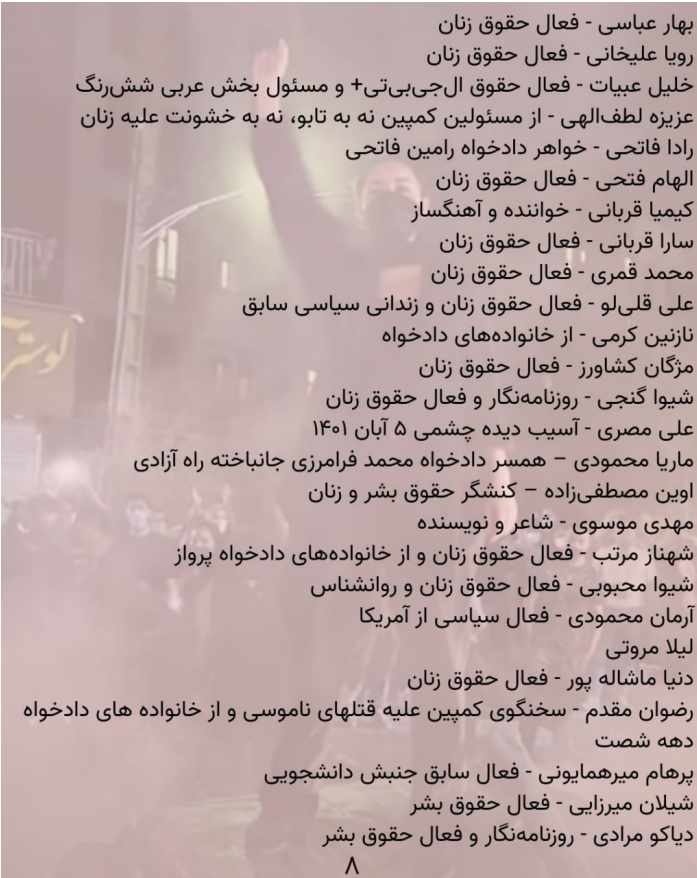 بهار عباسی - فعال حقوق زنان
رویا علیخانی - فعال حقوق زنان
خلیل عبیات - فعال حقوق ال‌جی‌بی‌تی+ و مسئول بخش عربی شش‌رنگ
عزیزه لطف‌الهی - از مسئولین کمپین نه به تابو، نه به خشونت علیه زنان
رادا فاتحی - خواهر دادخواه رامین فاتحی
الهام فتحی - فعال حقوق زنان
کیمیا قربانی - خواننده و آهنگساز
سارا قربانی - فعال حقوق زنان
محمد قمری - فعال حقوق زنان
علی قلی‌لو - فعال حقوق زنان و زندانی سیاسی سابق
نازنین کرمی - از خانواده‌های دادخواه
مژگان کشاورز - فعال حقوق زنان
شیوا گنجی - روزنامه‌نگار و فعال حقوق زنان
علی مصری - آسیب دیده چشمی ۵ آبان ۱۴۰۱
ماریا محمودی – همسر دادخواه محمد فرامرزی جانباخته راه آزادی
اوین مصطفی‌زاده – کنشگر حقوق بشر و زنان
مهدی موسوی - شاعر و نویسنده
شهناز مرتب - فعال حقوق زنان و از خانواده‌های دادخواه پرواز
شیوا محبوبی - فعال حقوق زنان و روانشناس
آرمان محمودی - فعال سیاسی از آمریکا
لیلا مروتی
دنیا ماشاله پور - فعال حقوق زنان
رضوان مقدم - سخنگوی کمپین علیه قتلهای ناموسی و از خانواده های دادخواه
دهه شصت
پرهام میرهمایونی - فعال سابق جنبش دانشجویی
شیلان میرزایی - فعال حقوق بشر
دیاکو مرادی - روزنامه‌نگار و فعال حقوق بشر
۸